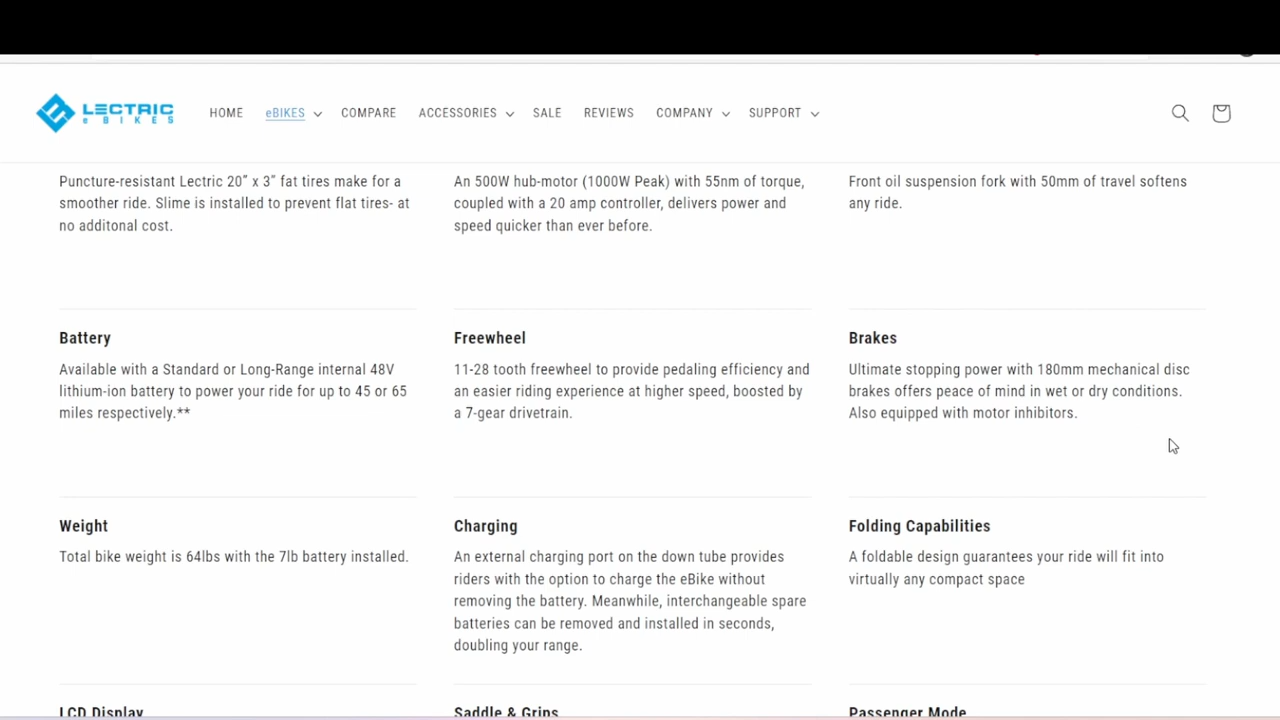 LECTRIC
eBIKES
HOME
eBIKES
COMPARE
ACCESSORIES
SALE
REVIEWS
COMPANY
SUPPORT
Puncture-resistant Lectric 20” x 3” fat tires make for a
smoother ride. Slime is installed to prevent flat tires- at
no additonal cost.
An 500W hub-motor (1000W Peak) with 55nm of torque,
coupled with a 20 amp controller, delivers power and
speed quicker than ever before.
Front oil suspension fork with 50mm of travel softens
any ride.
Battery
Available with a Standard or Long-Range internal 48V
lithium-ion battery to power your ride for up to 45 or 65
miles respectively.**
Freewheel
11-28 tooth freewheel to provide pedaling efficiency and
an easier riding experience at higher speed, boosted by
a 7-gear drivetrain.
Brakes
Ultimate stopping power with 180mm mechanical disc
brakes offers peace of mind in wet or dry conditions.
Also equipped with motor inhibitors.
Weight
Total bike weight is 64lbs with the 7lb battery installed.
Charging
An external charging port on the down tube provides
riders with the option to charge the eBike without
removing the battery. Meanwhile, interchangeable spare
batteries can be removed and installed in seconds,
doubling your range.
Folding Capabilities
A foldable design guarantees your ride will fit into
virtually any compact space
LCD Display
Saddle & Grips
Passenger Mode